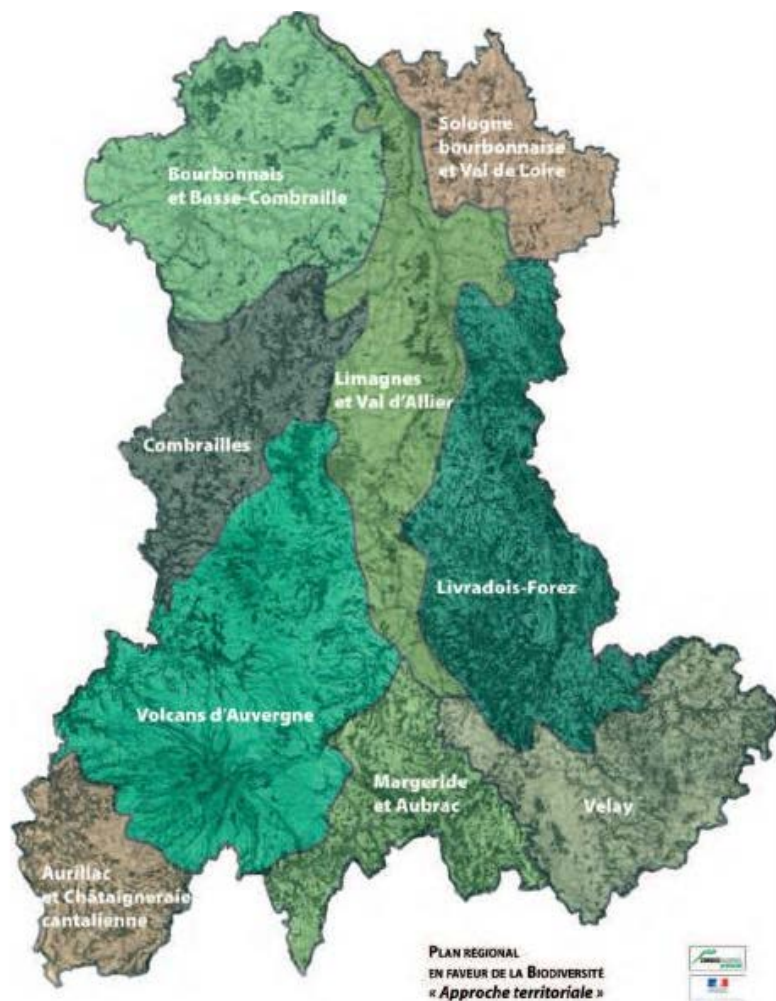 Sologne
bourbonnaise
et Val de Loire
Bourbonnais
et Basse-Combraille
Limagnes
et Val d'Allier
Combrailles
Livradois-Forez
Volcans d'Auvergne
Margeride
et Aubrac
Velay
Aurillac
et Châtaigneraie
cantalienne
PLAN RÉGIONAL
EN FAVEUR DE LA BIODIVERSITÉ
« Approche territoriale »